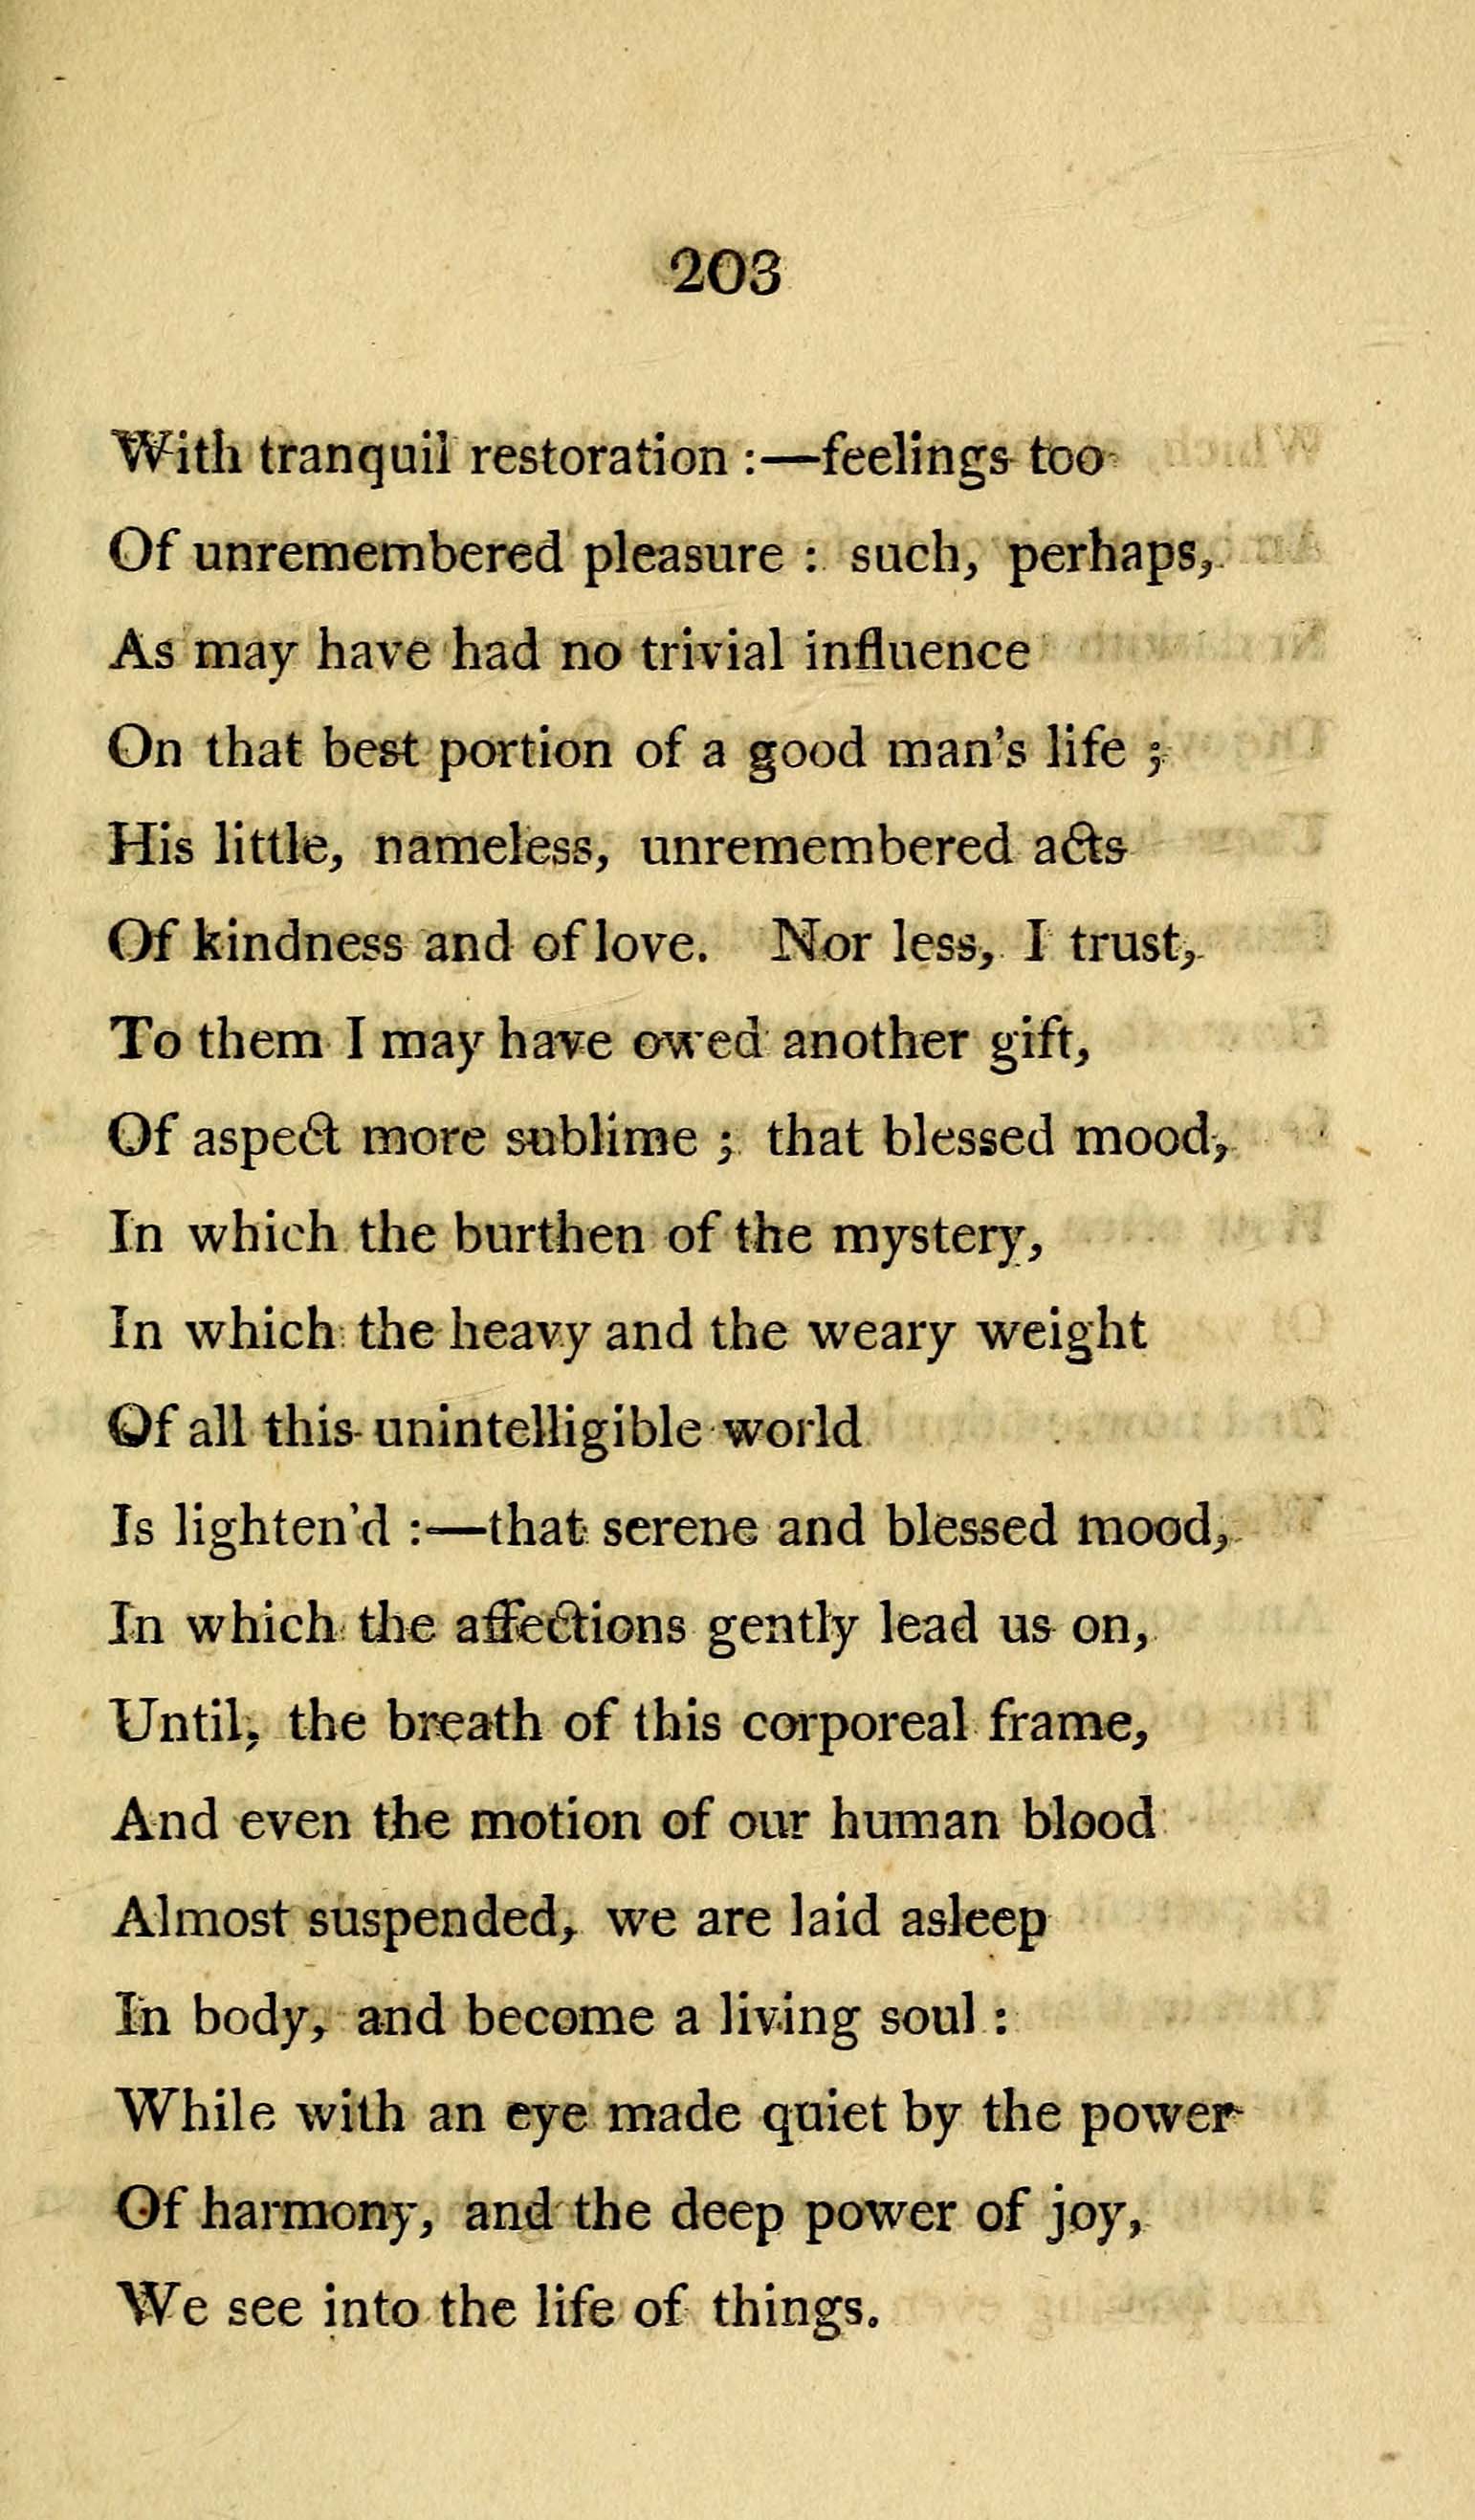 203
With tranquil restoration :—feelings too
Of unremembered pleasure : such, perhaps,
As may have had no trivial influence
On that best portion of a good man's life ;
His little, nameless, unremembered acts
Of kindness and of love. Nor less, I trust,
To them I may have owed another gift,
Of aspect more sublime ; that blessed mood,
In which the burthen of the mystery,
In which the heavy and the weary weight
Of all this unintelligible world
Is lighten'd :—that serene and blessed mood,
In which the affections gently lead us on,
Until, the breath of this corporeal frame,
And even the motion of our human blood
Almost suspended, we are laid asleep
In body, and become a living soul :
While with an eye made quiet by the power
Of harmony, and the deep power of joy,
We see into the life of things.